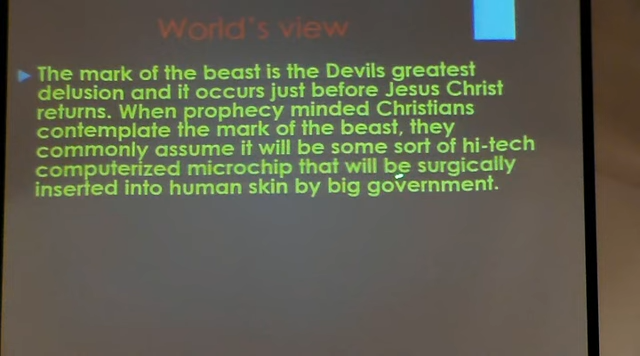 World's view
The mark of the beast is the Devils greatest
delusion and it occurs just before Jesus Christ
returns. When prophecy minded Christians
contemplate the mark of the beast, they
commonly assume it will be some sort of hi-tech
computerized microchip that will be surgically
inserted into human skin by big government.